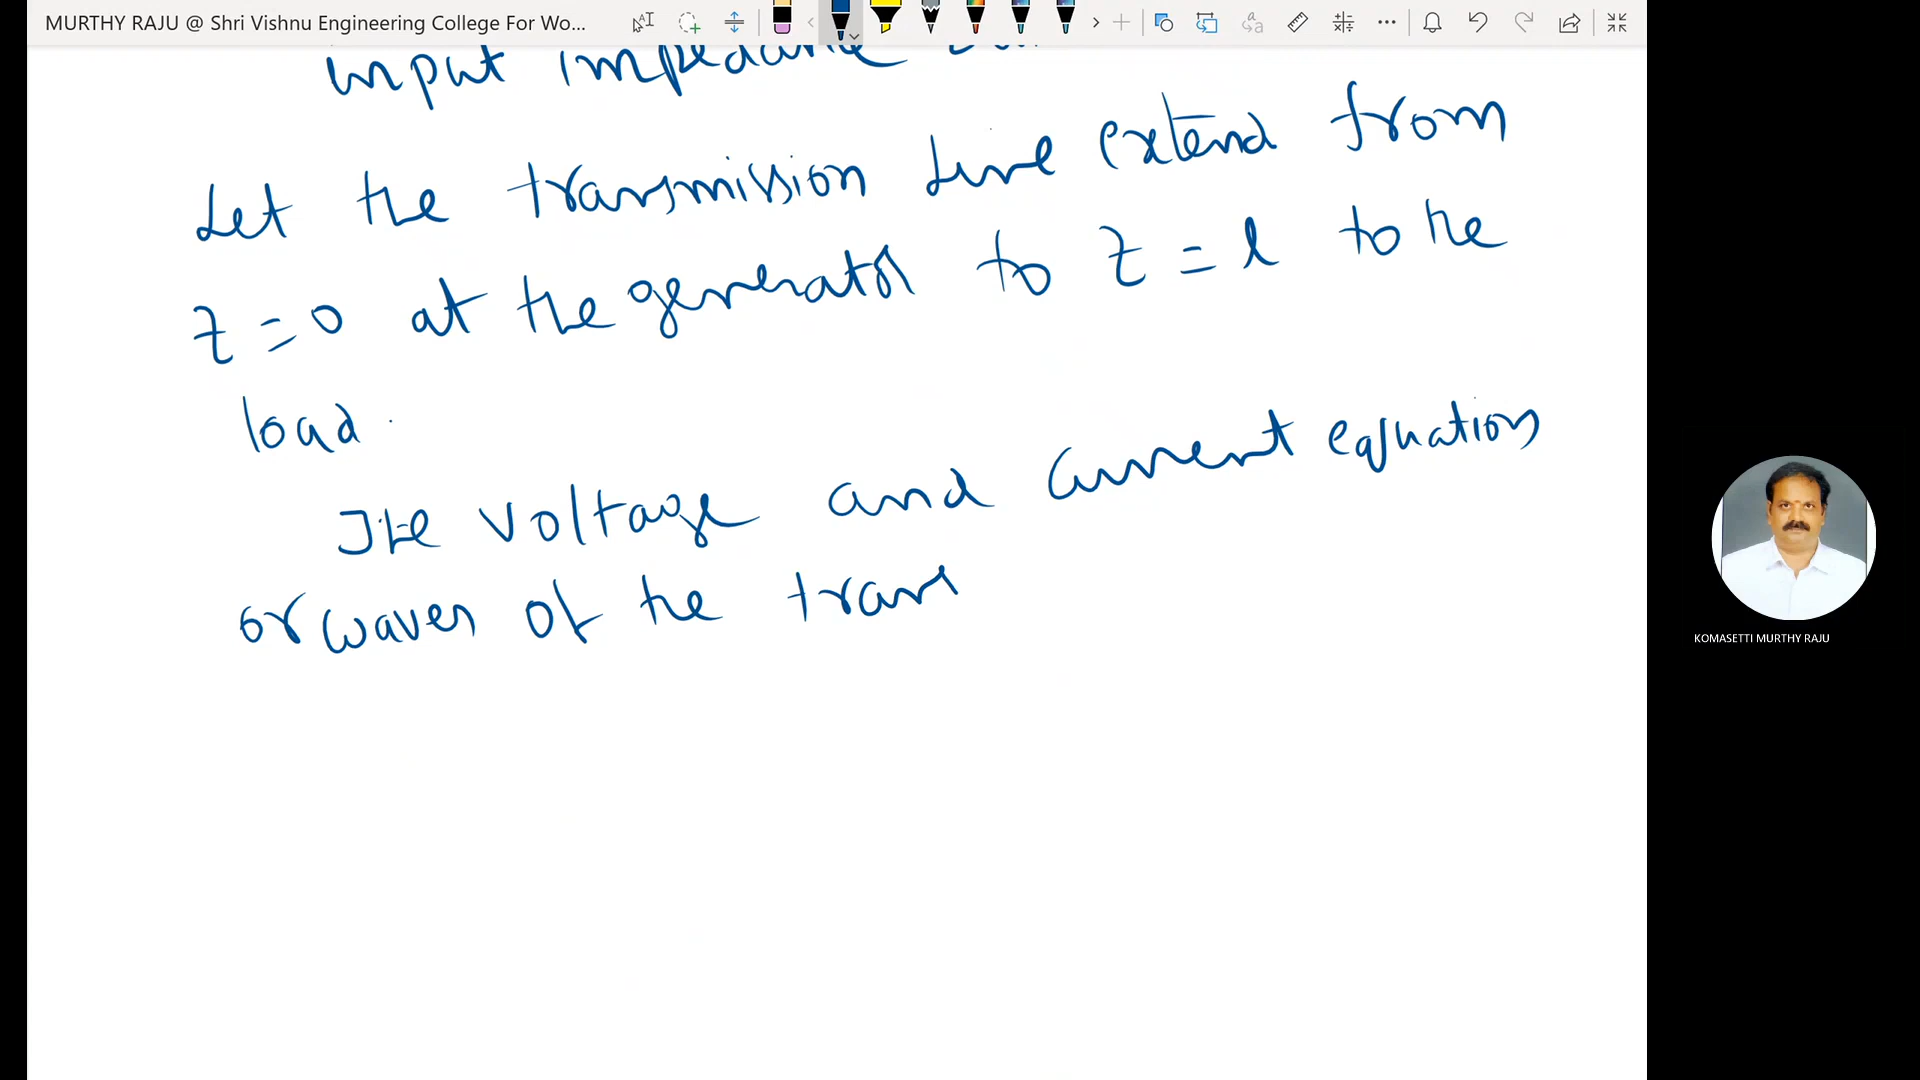 MURTHY RAJU @ Shri Vishnu Engineering College For Wo...
input impedance
Let the transmission line extend from
z = 0 at the generator to z = l to the
load.
The voltage and current equation
or waves of the trans
KOMASETTI MURTHY RAJU